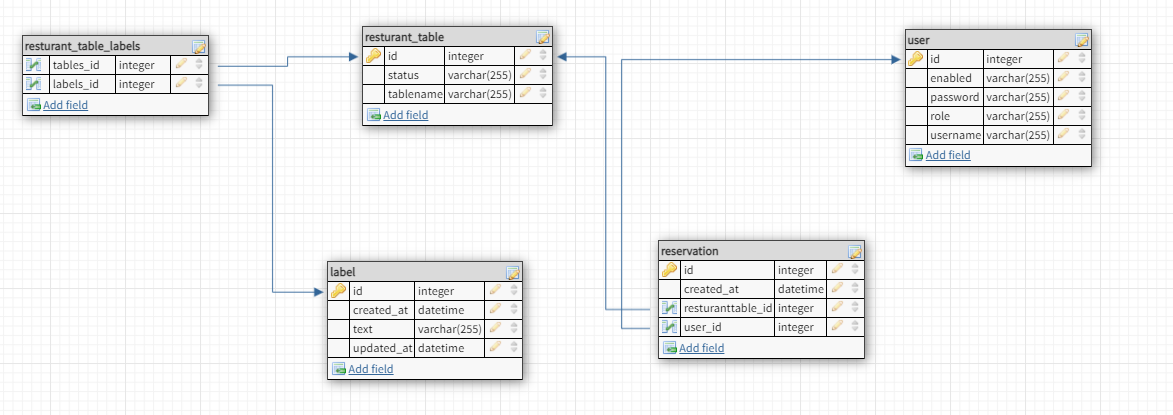 resturant_table_labels
tables_id integer
labels_id integer
Add field
resturant_table
id integer
status varchar(255)
tablename varchar(255)
Add field
user
id integer
enabled varchar(255)
password varchar(255)
role varchar(255)
username varchar(255)
Add field
label
id integer
created_at datetime
text varchar(255)
updated_at datetime
Add field
reservation
id integer
created_at datetime
resturanttable_id integer
user_id integer
Add field